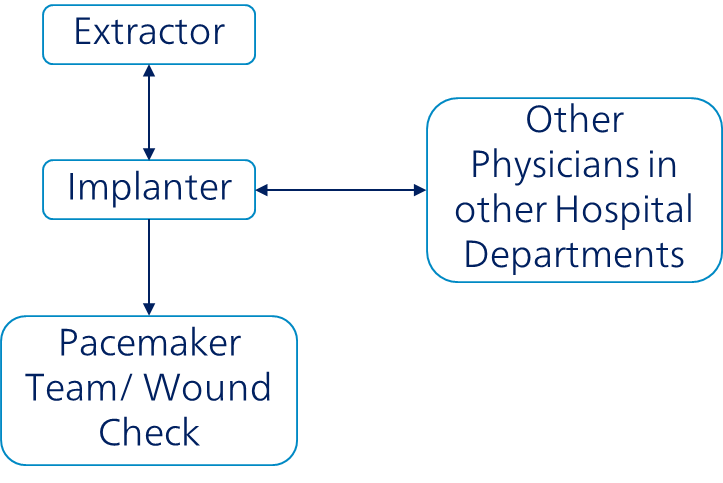 Extractor
Implanter
Other
Physicians in
other Hospital
Departments
Pacemaker
Team/ Wound
Check